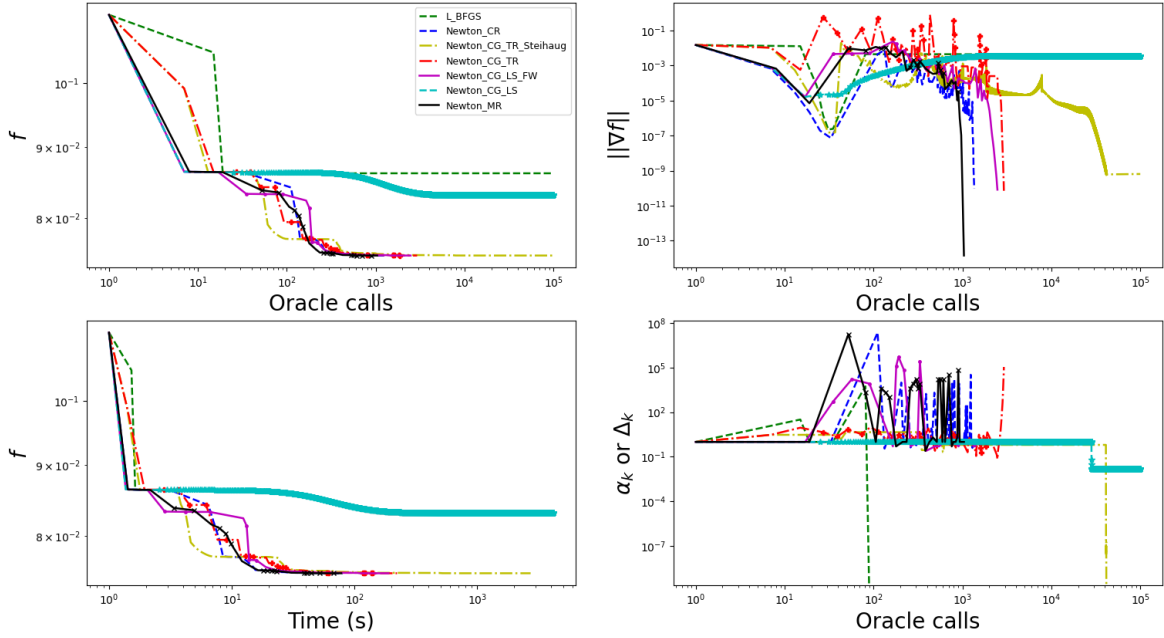 10⁻¹
9 × 10⁻²
8 × 10⁻²
f
10⁰ 10¹ 10² 10³ 10⁴ 10⁵
Oracle calls
L_BFGS
Newton_CR
Newton_CG_TR_Steihaug
Newton_CG_TR
Newton_CG_LS_FW
Newton_CG_LS
Newton_MR
10⁻¹
10⁻³
10⁻⁵
10⁻⁷
10⁻⁹
10⁻¹¹
10⁻¹³
||∇f||
10⁰ 10¹ 10² 10³ 10⁴ 10⁵
Oracle calls
10⁻¹
9 × 10⁻²
8 × 10⁻²
f
10⁰ 10¹ 10² 10³
Time (s)
10⁸
10⁵
10²
10⁻¹
10⁻⁴
10⁻⁷
α_k or Δ_k
10⁰ 10¹ 10² 10³ 10⁴ 10⁵
Oracle calls